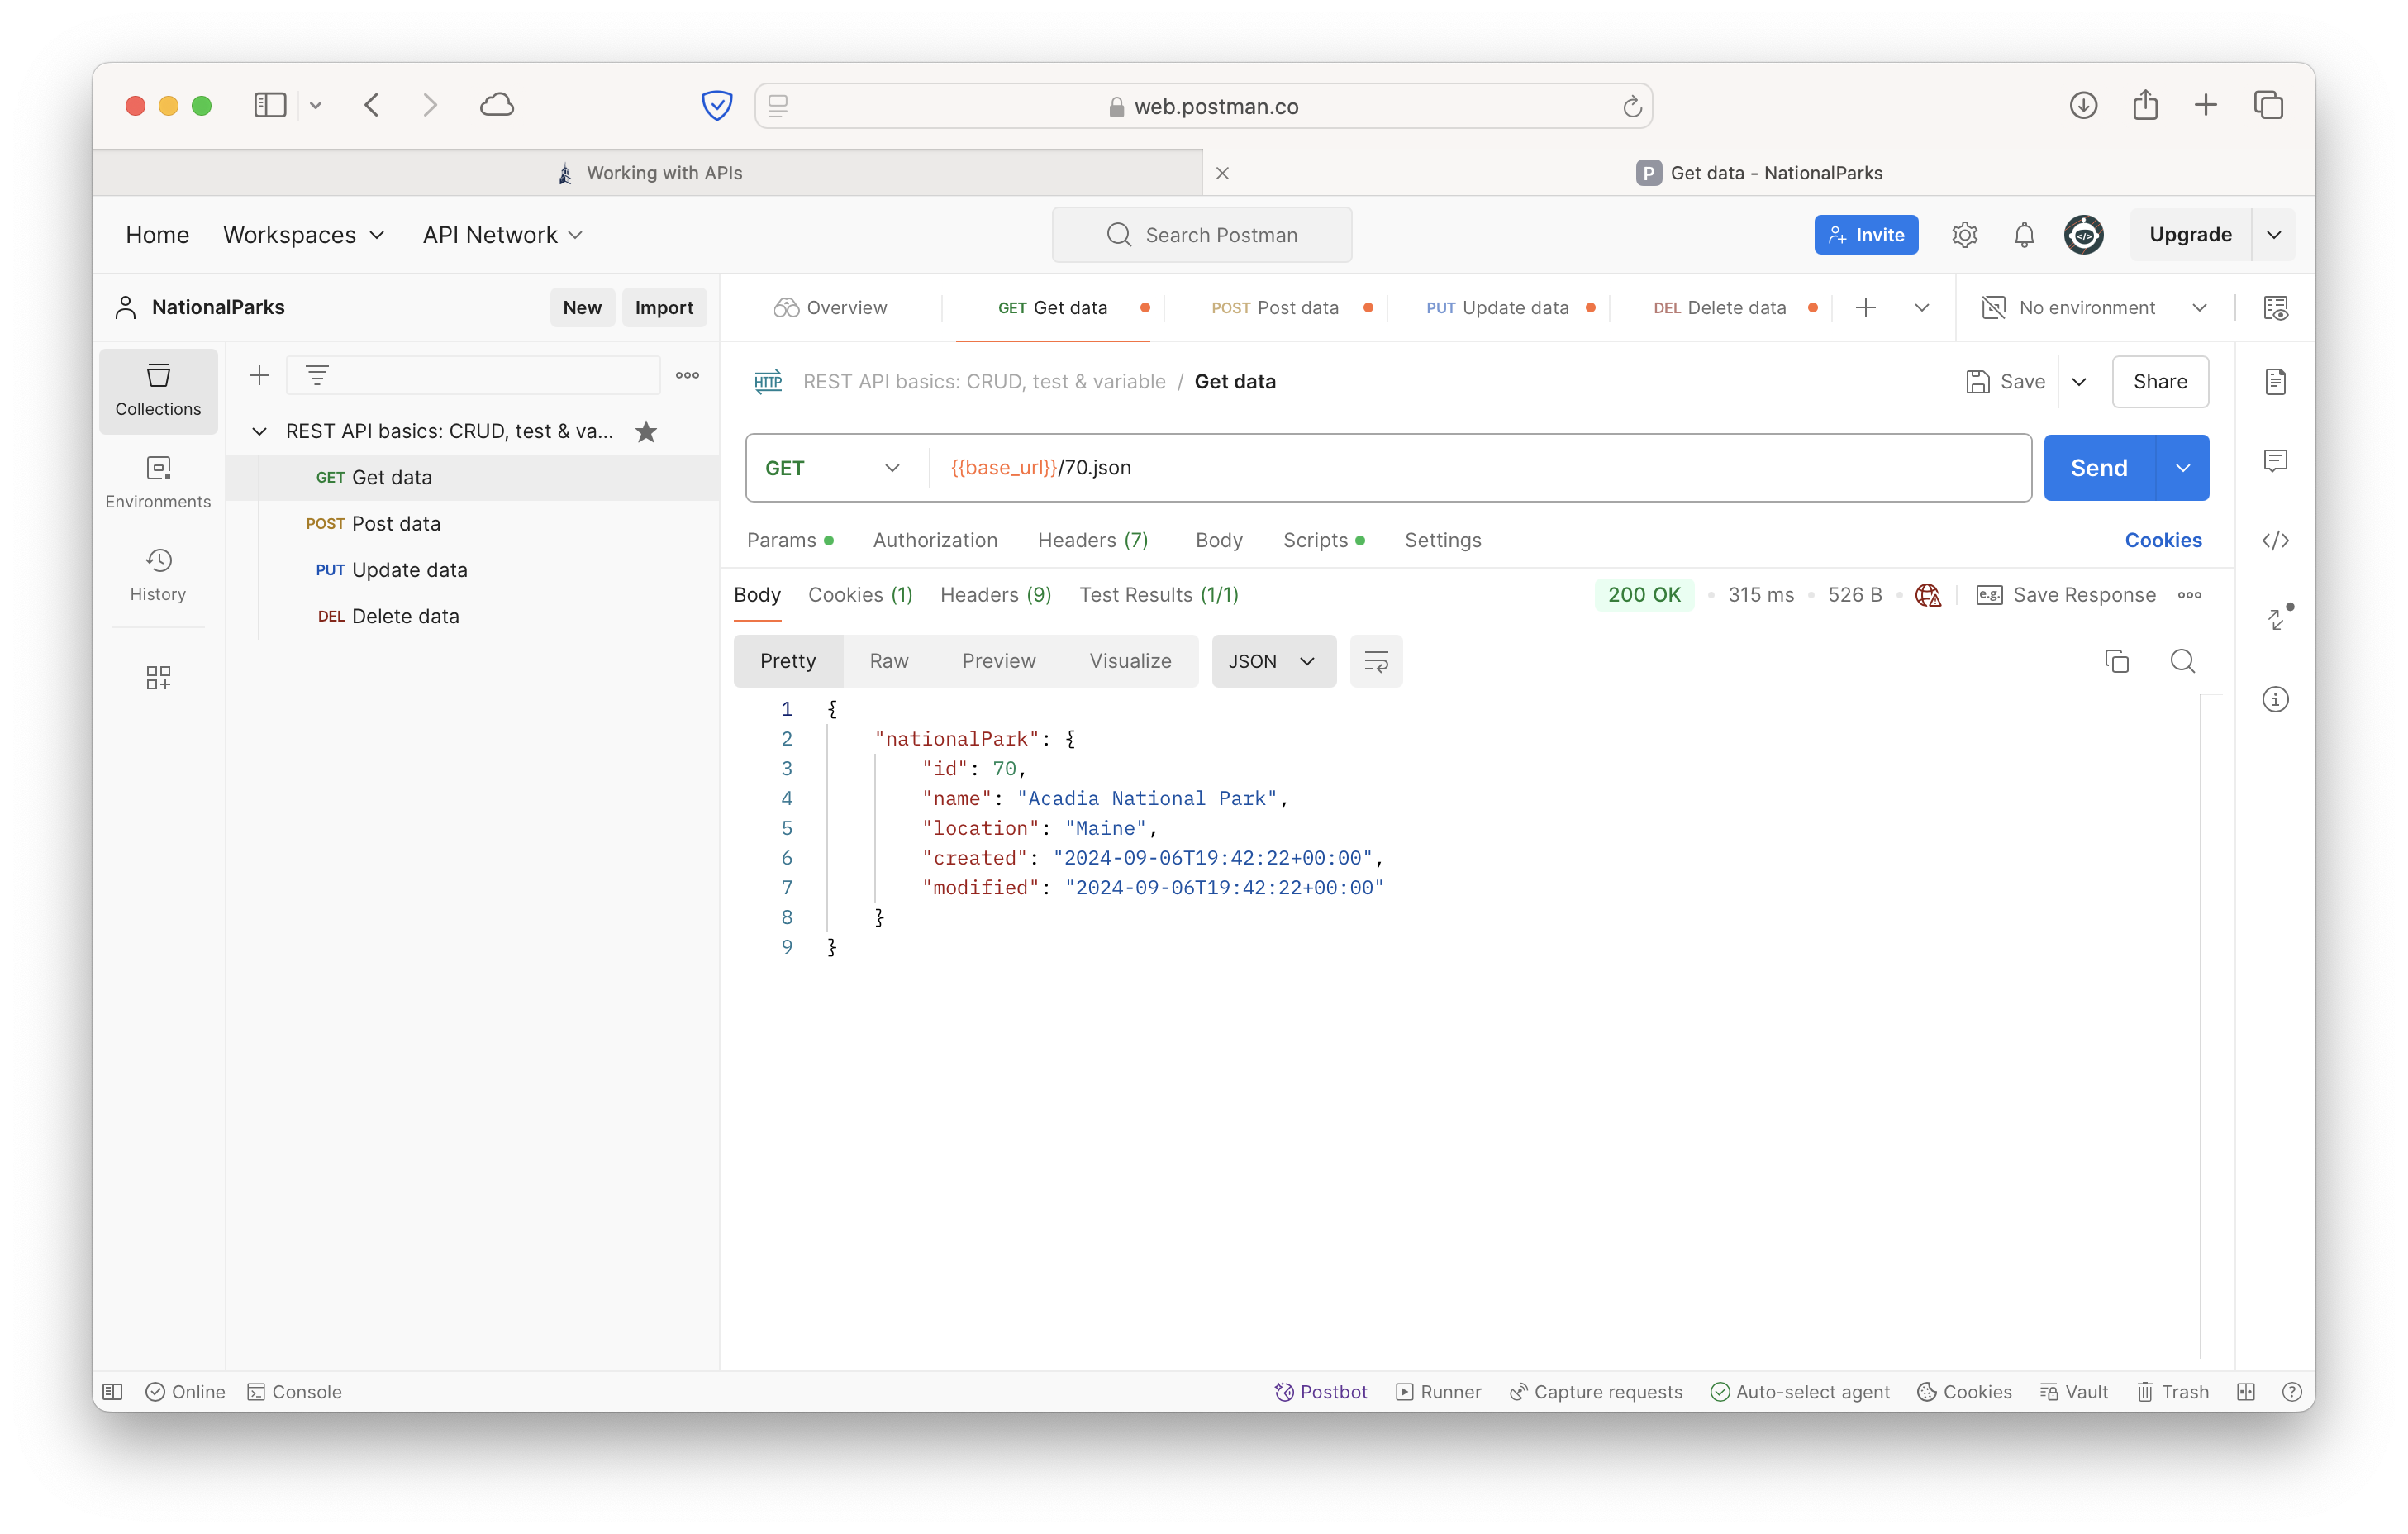 web.postman.co
Working with APIs
P Get data - NationalParks
Home Workspaces API Network Search Postman Invite Upgrade
NationalParks New Import Overview GET Get data POST Post data PUT Update data DEL Delete data No environment
Collections
Environments
History
REST API basics: CRUD, test & va...
GET Get data
POST Post data
PUT Update data
DEL Delete data
HTTP REST API basics: CRUD, test & variable / Get data Save Share
GET {{base_url}}/70.json Send
Params Authorization Headers (7) Body Scripts Settings Cookies
Body Cookies (1) Headers (9) Test Results (1/1) 200 OK 315 ms 526 B e.g. Save Response
Pretty Raw Preview Visualize JSON
1 {
2 "nationalPark": {
3 "id": 70,
4 "name": "Acadia National Park",
5 "location": "Maine",
6 "created": "2024-09-06T19:42:22+00:00",
7 "modified": "2024-09-06T19:42:22+00:00"
8 }
9 }
Online Console Postbot Runner Capture requests Auto-select agent Cookies Vault Trash